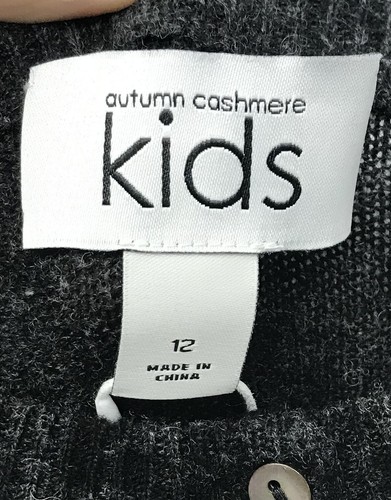 autumn cashmere
kids
12
MADE IN
CHINA